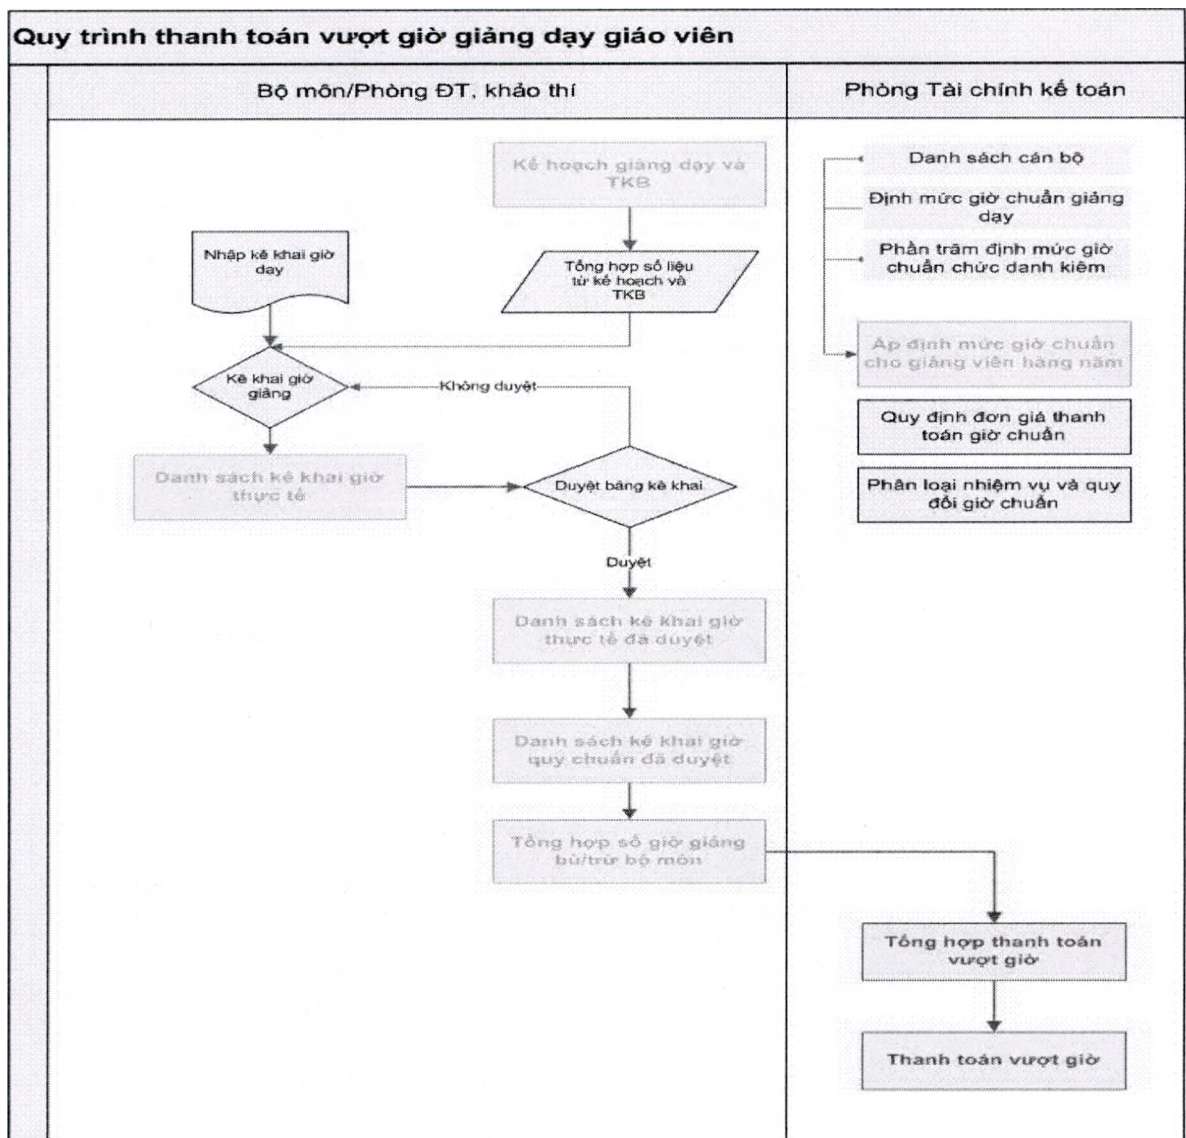 Quy trình thanh toán vượt giờ giảng dạy giáo viên
Bộ môn/Phòng ĐT, khảo thí
Phòng Tài chính kế toán
Kế hoạch giảng dạy và
TKB
Nhập kê khai giờ
dạy
Tổng hợp số liệu
từ kế hoạch và
TKB
Kê khai giờ
giảng
Không duyệt
Danh sách kê khai giờ
thực tế
Duyệt bảng kê khai
Duyệt
Danh sách kê khai giờ
thực tế đã duyệt
Danh sách kê khai giờ
quy chuẩn đã duyệt
Tổng hợp số giờ giảng
bù/trừ bộ môn
Danh sách cán bộ
Định mức giờ chuẩn giảng
dạy
Phần trăm định mức giờ
chuẩn chức danh kiêm
Áp định mức giờ chuẩn
cho giảng viên hàng năm
Quy định đơn giá thanh
toán giờ chuẩn
Phân loại nhiệm vụ và quy
đổi giờ chuẩn
Tổng hợp thanh toán
vượt giờ
Thanh toán vượt giờ